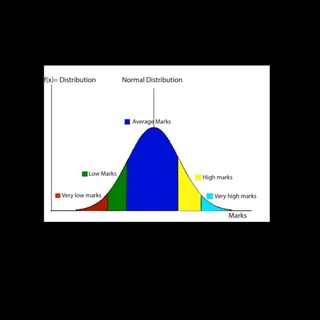 f(x)= Distribution
Normal Distribution
Average Marks
Low Marks
High marks
Very low marks
Very high marks
Marks